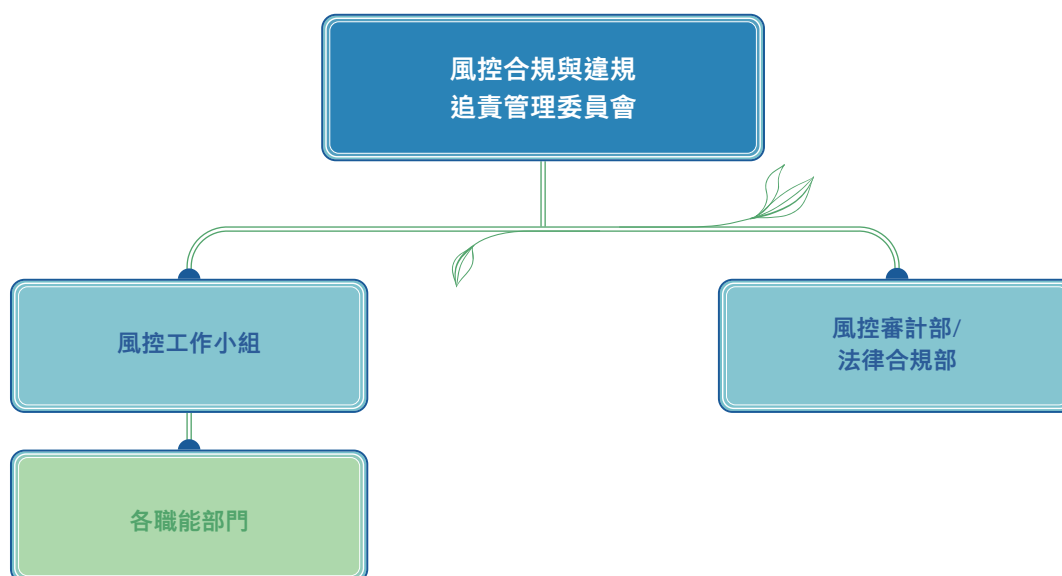 風控合規與違規
追責管理委員會
風控工作小組
風控審計部/
法律合規部
各職能部門